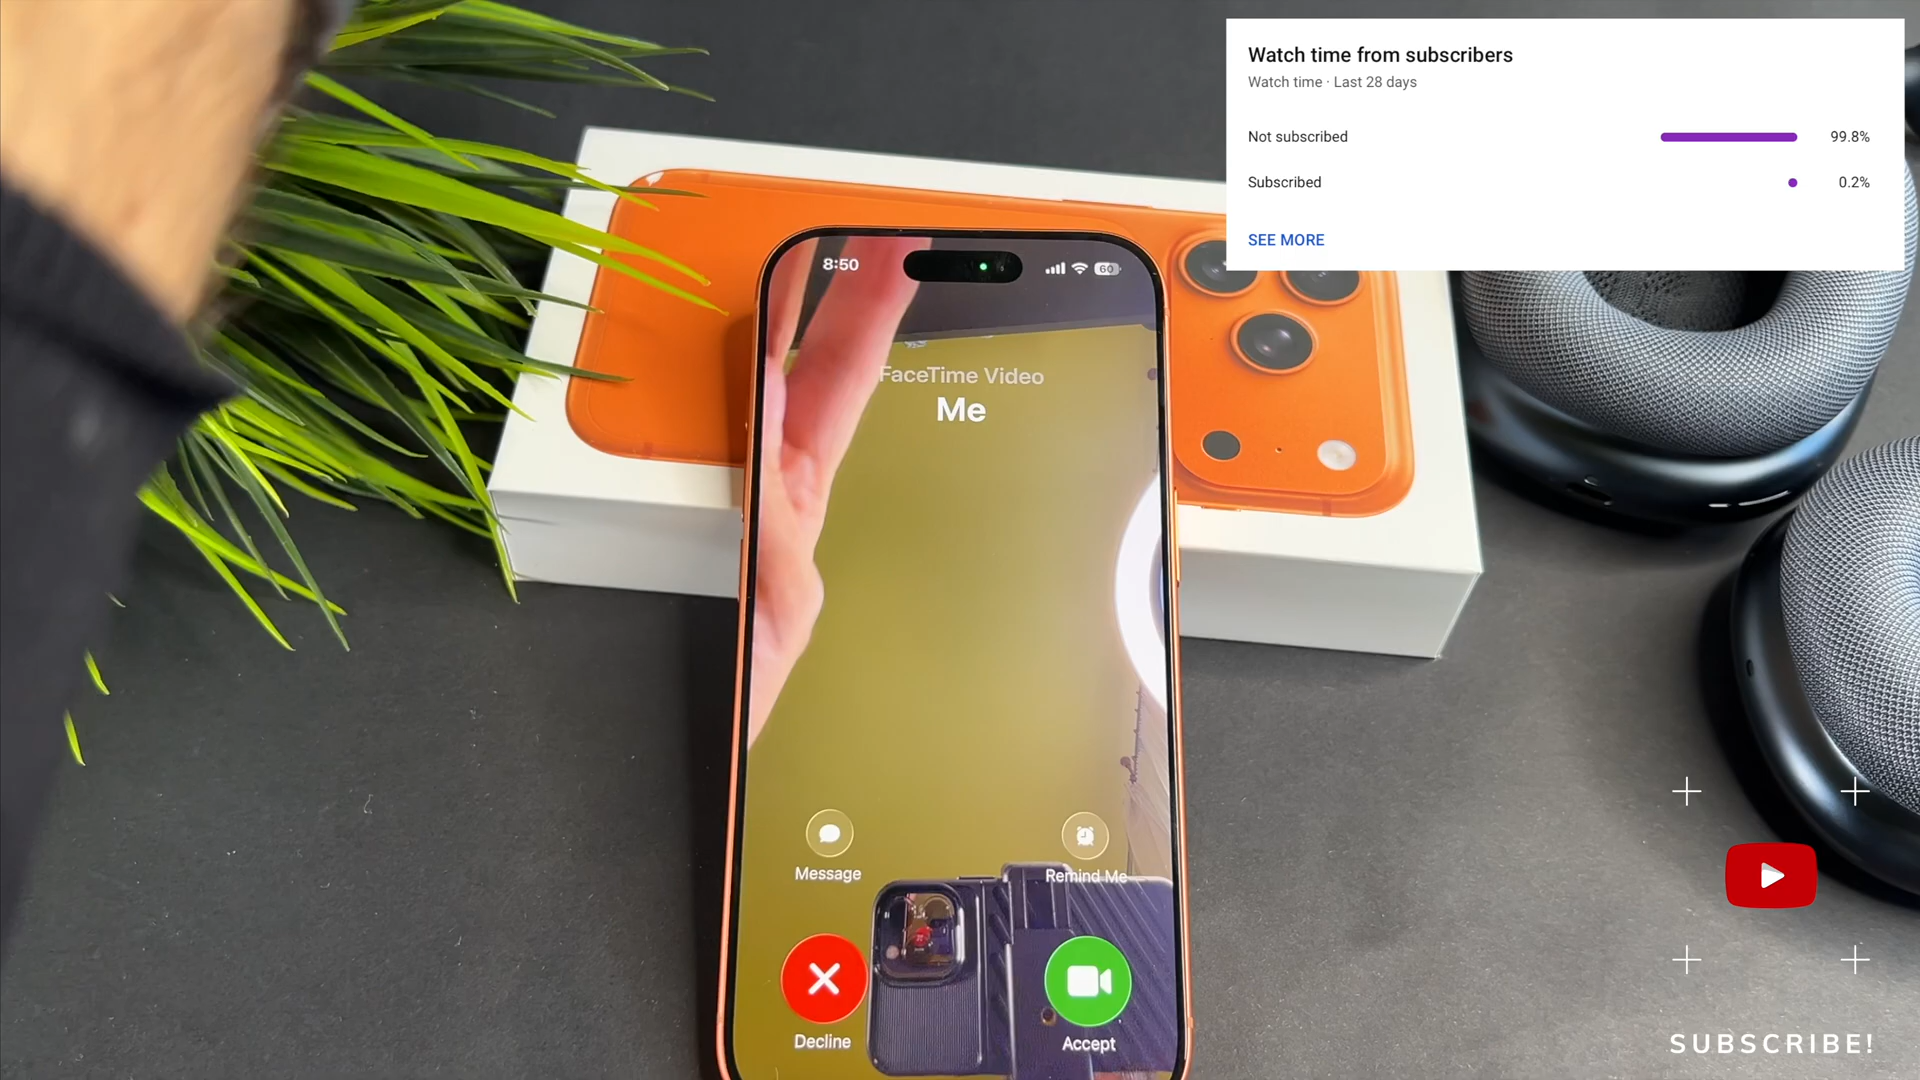 Watch time from subscribers
Watch time · Last 28 days
Not subscribed 99.8%
Subscribed 0.2%
SEE MORE
8:50
60
FaceTime Video
Me
Message
Remind Me
Decline
Accept
SUBSCRIBE!